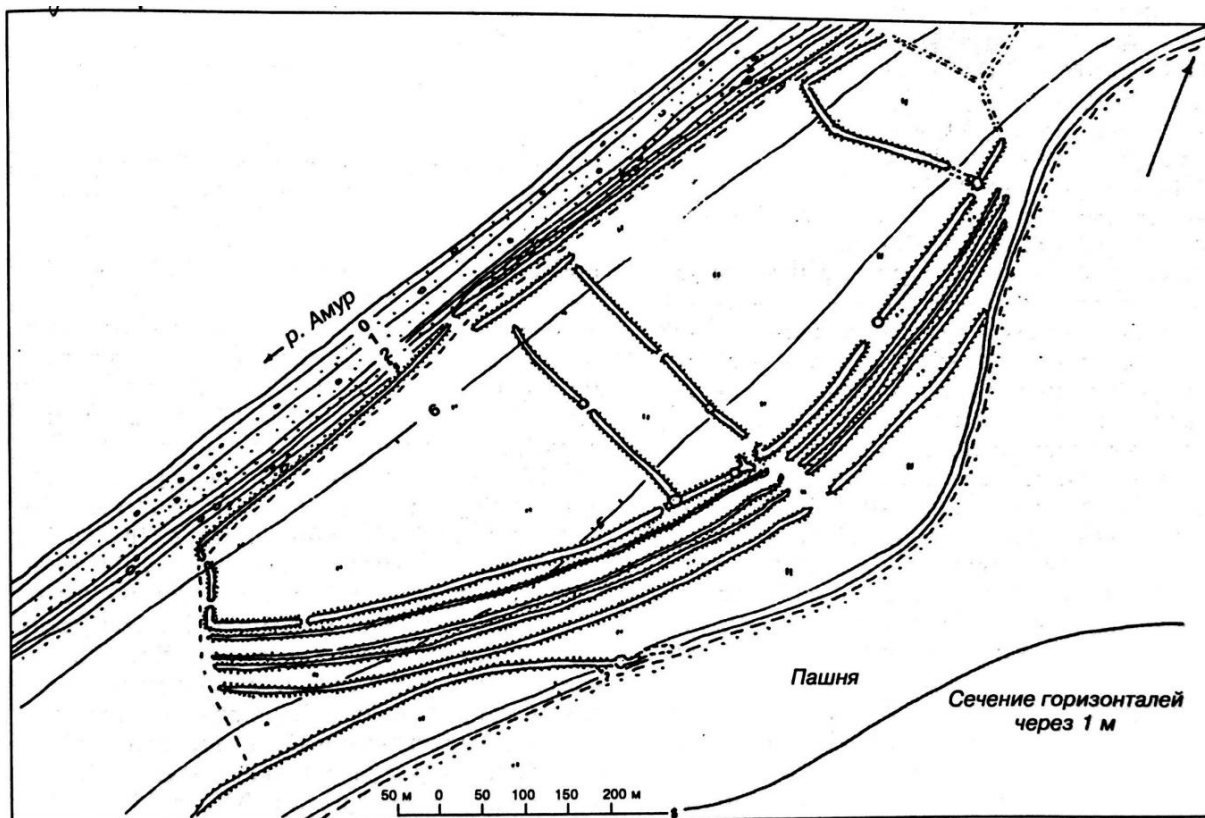 ← р. Амур
0
1
2
6
Пашня
Сечение горизонталей
через 1 м
50 м 0 50 100 150 200 м